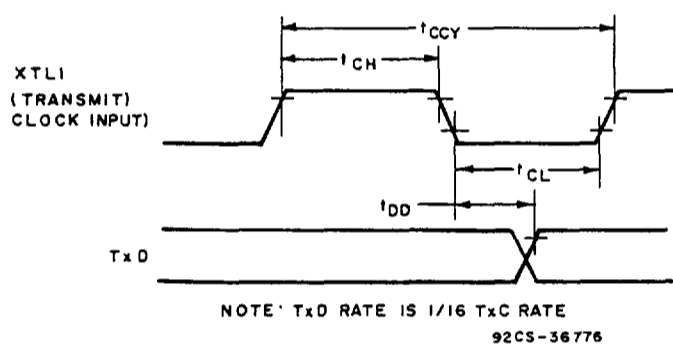 tCCY
tCH
XTLI
(TRANSMIT)
CLOCK INPUT)
tCL
tDD
TxD
NOTE: TxD RATE IS 1/16 TxC RATE
92CS-36776